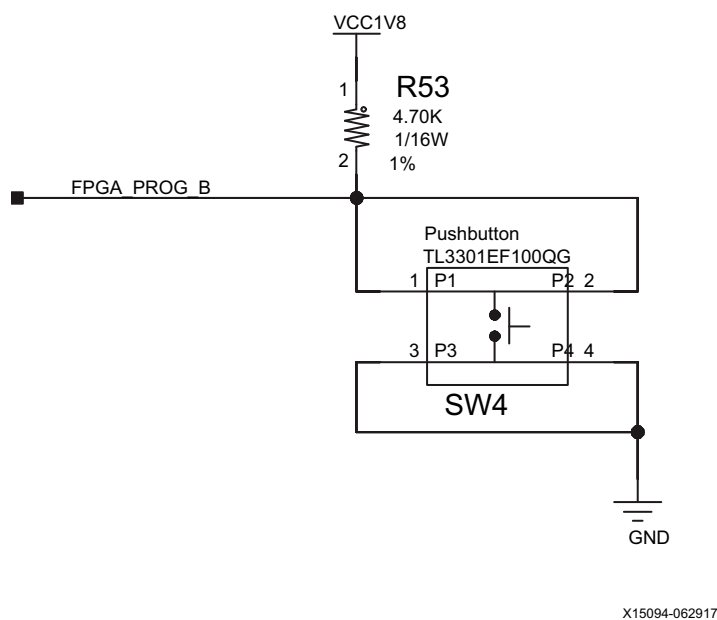 VCC1V8
1
R53
4.70K
1/16W
2
1%
FPGA_PROG_B
Pushbutton
TL3301EF100QG
1 P1 P2 2
3 P3 P4 4
SW4
GND
X15094-062917